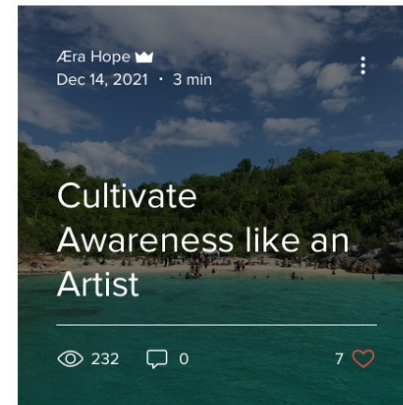 Æra Hope
Dec 14, 2021 · 3 min
Cultivate
Awareness like an
Artist
232 0 7